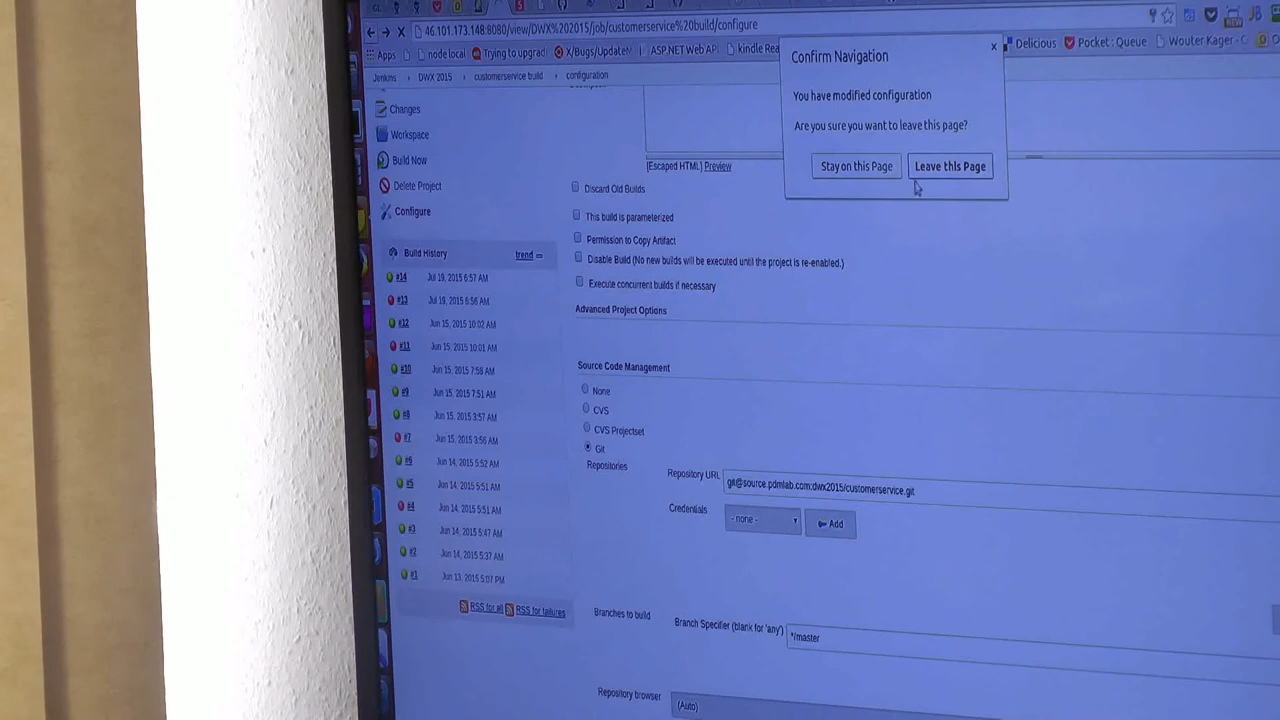 46.101.173.148:8080/view/DWX%202015/job/customerservice%20build/configure
Apps node local Trying to upgrad X/Bugs/Update ASP.NET Web API kindle Rea Delicious Pocket: Queue Wouter Kager - C
Jenkins DWX 2015 customerservice build configuration
Confirm Navigation
You have modified configuration
Are you sure you want to leave this page?
Stay on this Page Leave this Page
Changes
Workspace
Build Now
Delete Project
Configure
[Escaped HTML] Preview
Discard Old Builds
This build is parameterized
Permission to Copy Artifact
Disable Build (No new builds will be executed until the project is re-enabled.)
Execute concurrent builds if necessary
Advanced Project Options
Build History trend
#14 Jul 19, 2015 6:57 AM
#13 Jul 19, 2015 6:56 AM
#12 Jun 15, 2015 10:02 AM
#11 Jun 15, 2015 10:01 AM
#10 Jun 15, 2015 7:58 AM
#9 Jun 15, 2015 7:51 AM
#8 Jun 15, 2015 3:57 AM
#7 Jun 15, 2015 3:56 AM
#6 Jun 14, 2015 5:52 AM
#5 Jun 14, 2015 5:51 AM
#4 Jun 14, 2015 5:51 AM
#3 Jun 14, 2015 5:47 AM
#2 Jun 14, 2015 5:37 AM
#1 Jun 13, 2015 5:07 PM
RSS for all RSS for failures
Source Code Management
None
CVS
CVS Projectset
Git
Repositories
Repository URL git@source.pdmlab.com:dwx2015/customerservice.git
Credentials - none - Add
Branches to build
Branch Specifier (blank for 'any') */master
Repository browser (Auto)